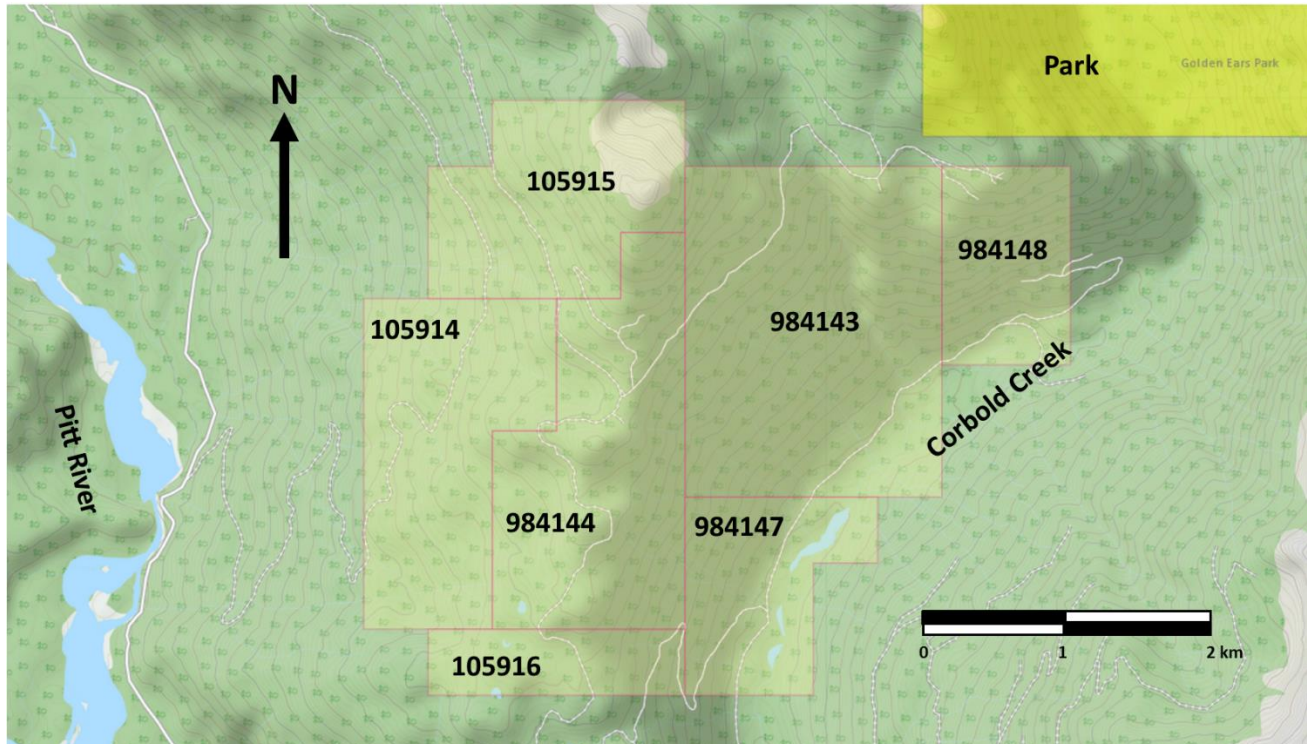 Park
Golden Ears Park
N
105915
984148
105914
984143
Pitt River
Corbold Creek
984144
984147
105916
0 1 2 km